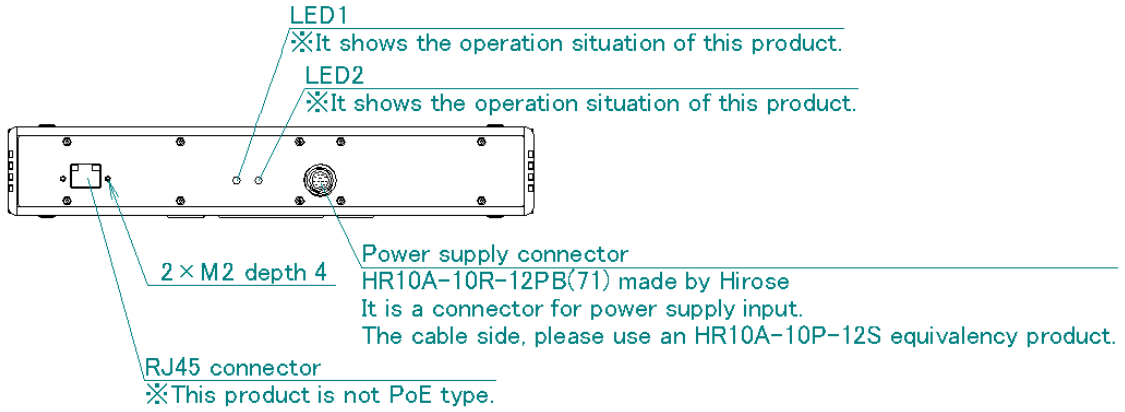 LED1
※It shows the operation situation of this product.
LED2
※It shows the operation situation of this product.
2×M2 depth 4
Power supply connector
HR10A-10R-12PB(71) made by Hirose
It is a connector for power supply input.
The cable side, please use an HR10A-10P-12S equivalency product.
RJ45 connector
※This product is not PoE type.